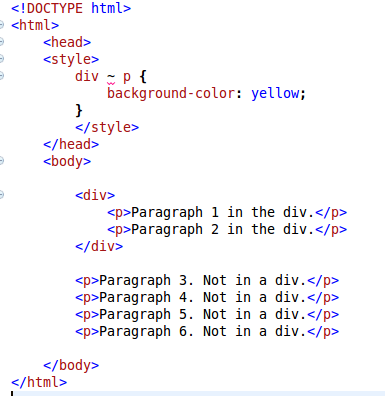 <!DOCTYPE html>
<html>
    <head>
    <style>
        div ~ p {
            background-color: yellow;
        }
        </style>
    </head>
    <body>

        <div>
            <p>Paragraph 1 in the div.</p>
            <p>Paragraph 2 in the div.</p>
        </div>

        <p>Paragraph 3. Not in a div.</p>
        <p>Paragraph 4. Not in a div.</p>
        <p>Paragraph 5. Not in a div.</p>
        <p>Paragraph 6. Not in a div.</p>

    </body>
</html>